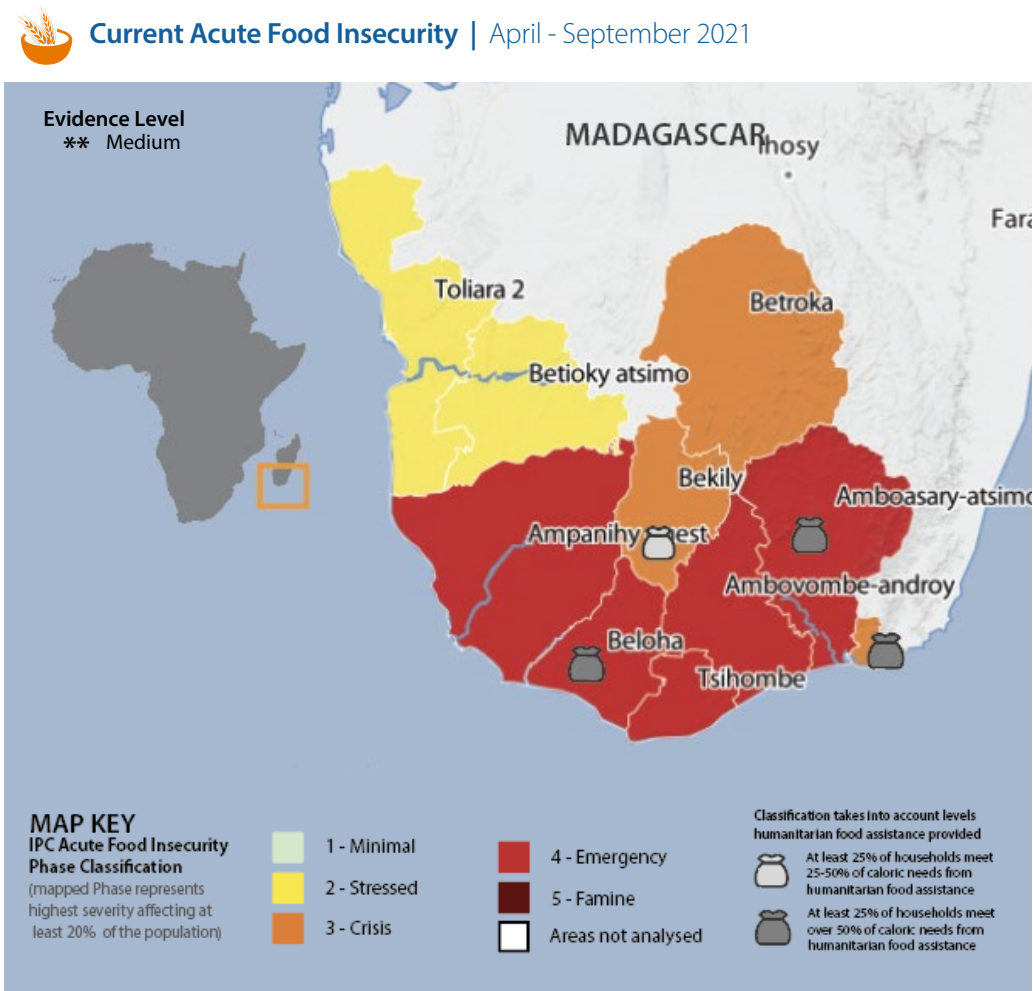 Current Acute Food Insecurity | April - September 2021
Evidence Level
** Medium
MADAGASCAR
Ihosy
Toliara 2
Betroka
Betioky atsimo
Bekily
Amboasary-atsimo
Ampanihy
Ambovombe-androy
Beloha
Tsihombe
MAP KEY
IPC Acute Food Insecurity
Phase Classification
(mapped Phase represents
highest severity affecting at
least 20% of the population)
1 - Minimal
2 - Stressed
3 - Crisis
4 - Emergency
5 - Famine
Areas not analysed
Classification takes into account levels
humanitarian food assistance provided
At least 25% of households meet
25-50% of caloric needs from
humanitarian food assistance
At least 25% of households meet
over 50% of caloric needs from
humanitarian food assistance